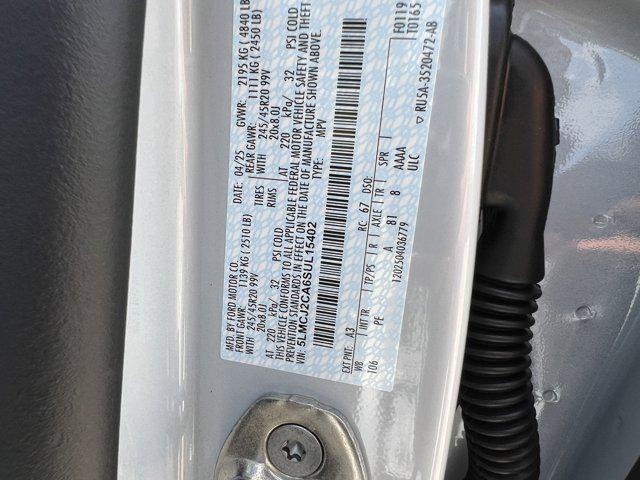 MFD. BY FORD MOTOR CO.
DATE: 04/25 GVWR: 2195 KG ( 4840 LB
FRONT GAWR: 1139 KG ( 2510 LB) REAR GAWR: 1111 KG ( 2450 LB)
WITH 245/45R20 99V TIRES WITH 245/45R20 99V
20x8.0J RIMS 20x8.0J
AT 220 kPa/ 32 PSI COLD AT 220 kPa/ 32 PSI COLD
THIS VEHICLE CONFORMS TO ALL APPLICABLE FEDERAL MOTOR VEHICLE SAFETY AND THEFT
PREVENTION STANDARDS IN EFFECT ON THE DATE OF MANUFACTURE SHOWN ABOVE.
VIN: 5LMCJ2CA6SUL15402 TYPE: MPV
F0119
T0165
EXT PNT: A3 RC: 67 DSO:
WB INT TR TP/PS R AXLE TR SPR
106 PE A 81 8 AAAA
ULC
1202504036779
▽ RU5A-3520472-AB